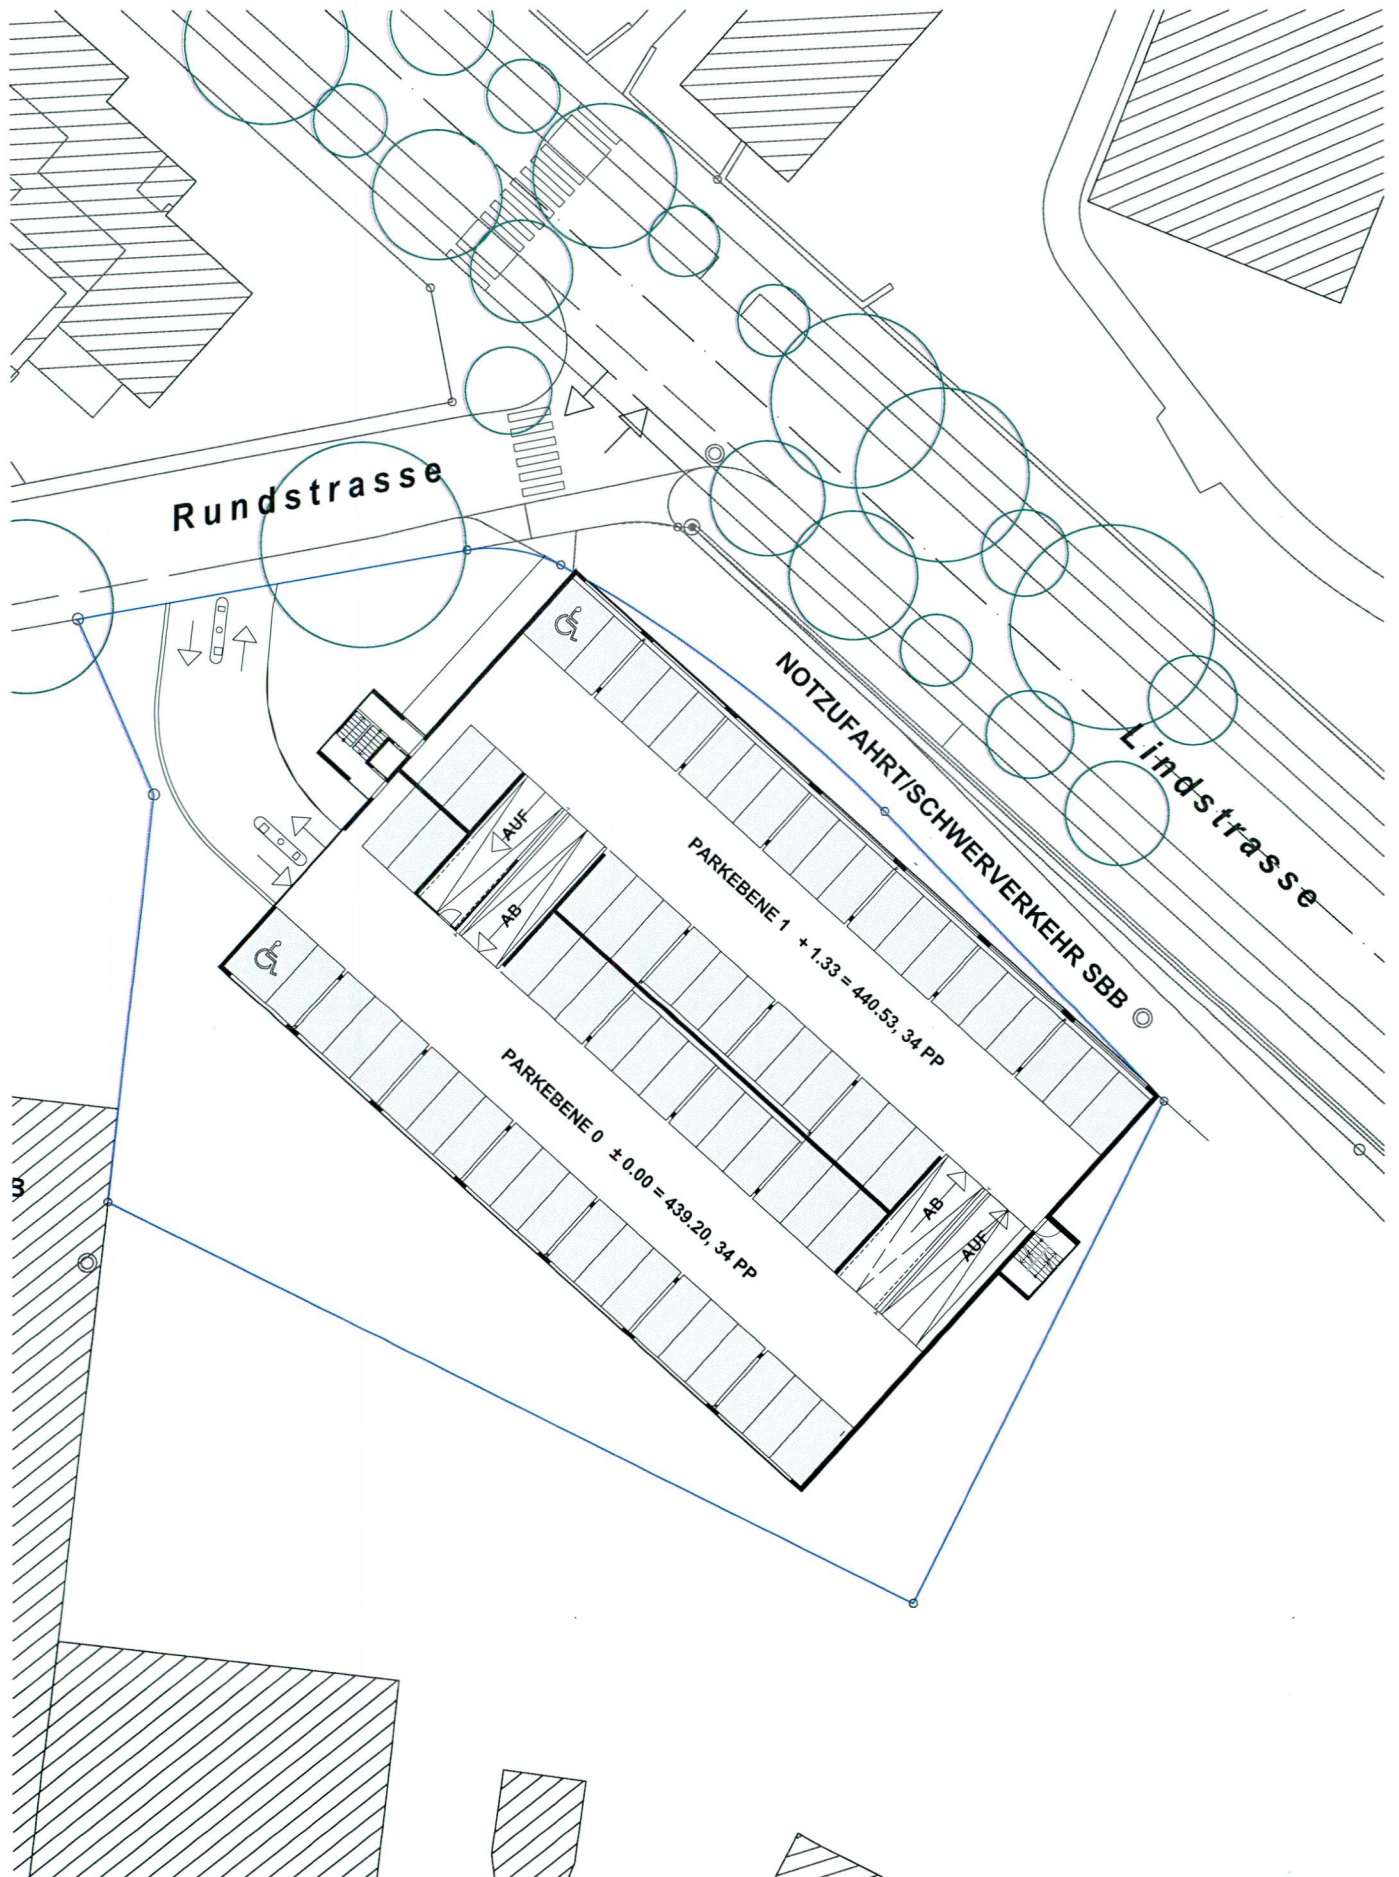 Rundstrasse
Lindstrasse
NOTZUFAHRT/SCHWERVERKEHR SBB
AUF
AB
PARKEBENE 1 +1.33 = 440.53, 34 PP
PARKEBENE 0 ±0.00 = 439.20, 34 PP
AB
AUF
B